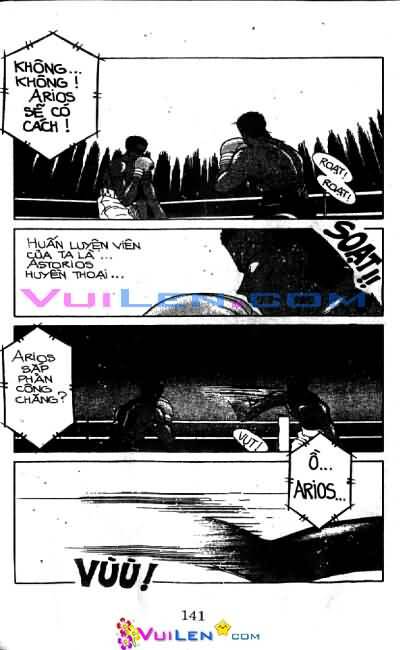 KHÔNG...
KHÔNG!
ARIOS
SẼ CÓ
CÁCH!
ROẠT!
ROẠT!
SOẠT!!
HUẤN LUYỆN VIÊN
CỦA TA LÀ ...
ASTORIOS
HUYỀN THOẠI ...
VUILEN.COM
ARIOS
SẮP
PHẢN
CÔNG
CHĂNG?
VỤT!
Ồ...
ARIOS...
VÙÙ!
141
VUILEN.COM